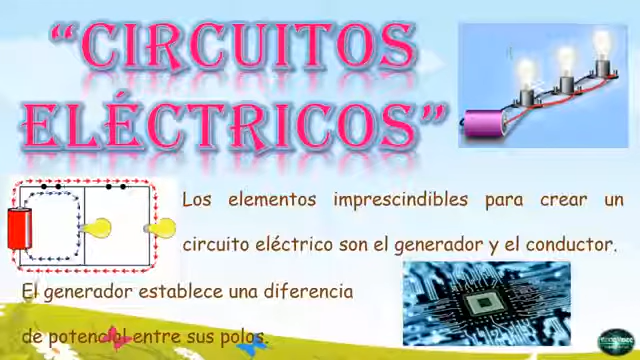 “CIRCUITOS
ELÉCTRICOS”
Los elementos imprescindibles para crear un
circuito eléctrico son el generador y el conductor.
El generador establece una diferencia
de potencial entre sus polos.